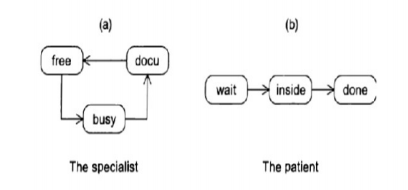 (a)
(b)
free
docu
wait
inside
done
busy
The specialist
The patient